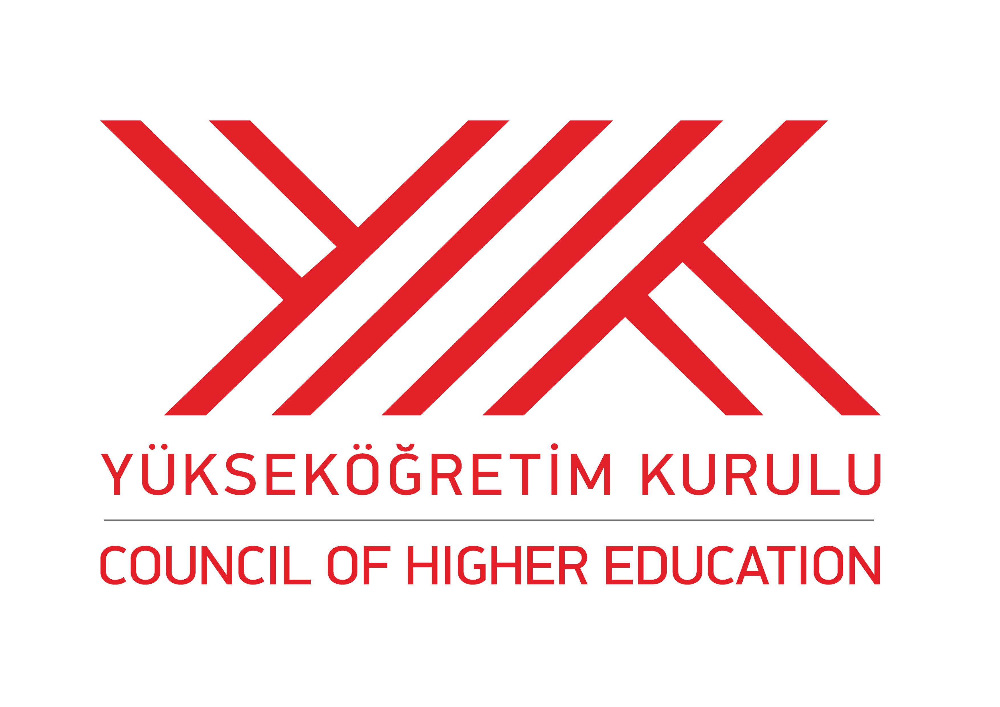 YÜKSEKÖĞRETİM KURULU
COUNCIL OF HIGHER EDUCATION